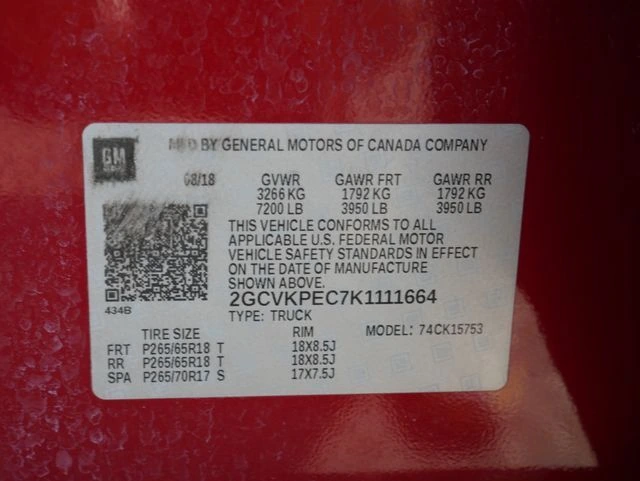 GM
MFD BY GENERAL MOTORS OF CANADA COMPANY
08/18 GVWR GAWR FRT GAWR RR
3266 KG 1792 KG 1792 KG
7200 LB 3950 LB 3950 LB
THIS VEHICLE CONFORMS TO ALL
APPLICABLE U.S. FEDERAL MOTOR
VEHICLE SAFETY STANDARDS IN EFFECT
ON THE DATE OF MANUFACTURE
SHOWN ABOVE.
2GCVKPEC7K1111664
434B
TYPE: TRUCK MODEL: 74CK15753
TIRE SIZE RIM
FRT P265/65R18 T 18X8.5J
RR P265/65R18 T 18X8.5J
SPA P265/70R17 S 17X7.5J